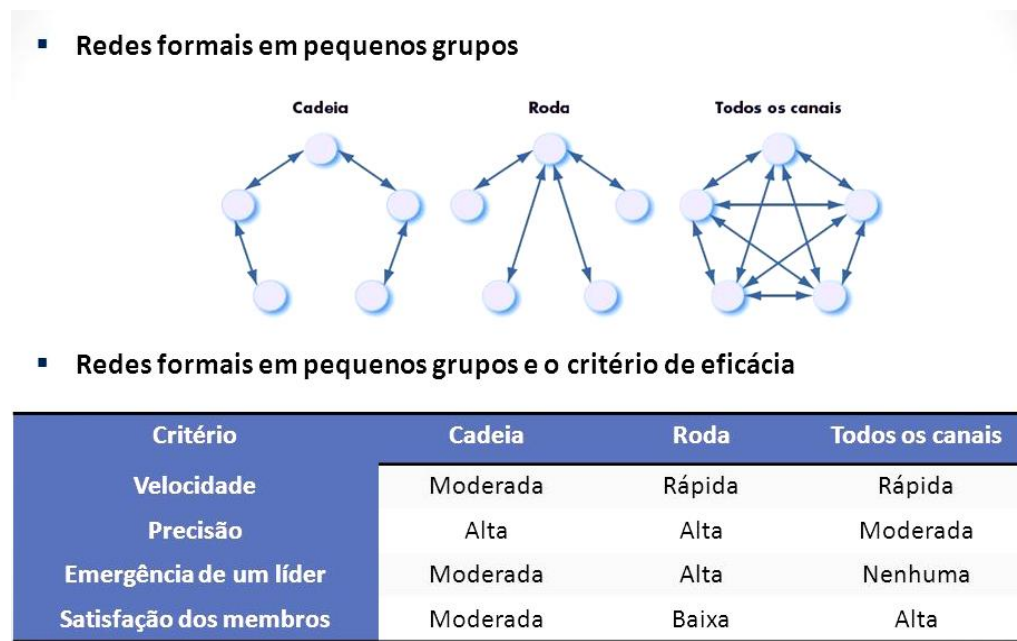 ▪ Redes formais em pequenos grupos
Cadeia Roda Todos os canais
▪ Redes formais em pequenos grupos e o critério de eficácia
Critério Cadeia Roda Todos os canais
Velocidade Moderada Rápida Rápida
Precisão Alta Alta Moderada
Emergência de um líder Moderada Alta Nenhuma
Satisfação dos membros Moderada Baixa Alta